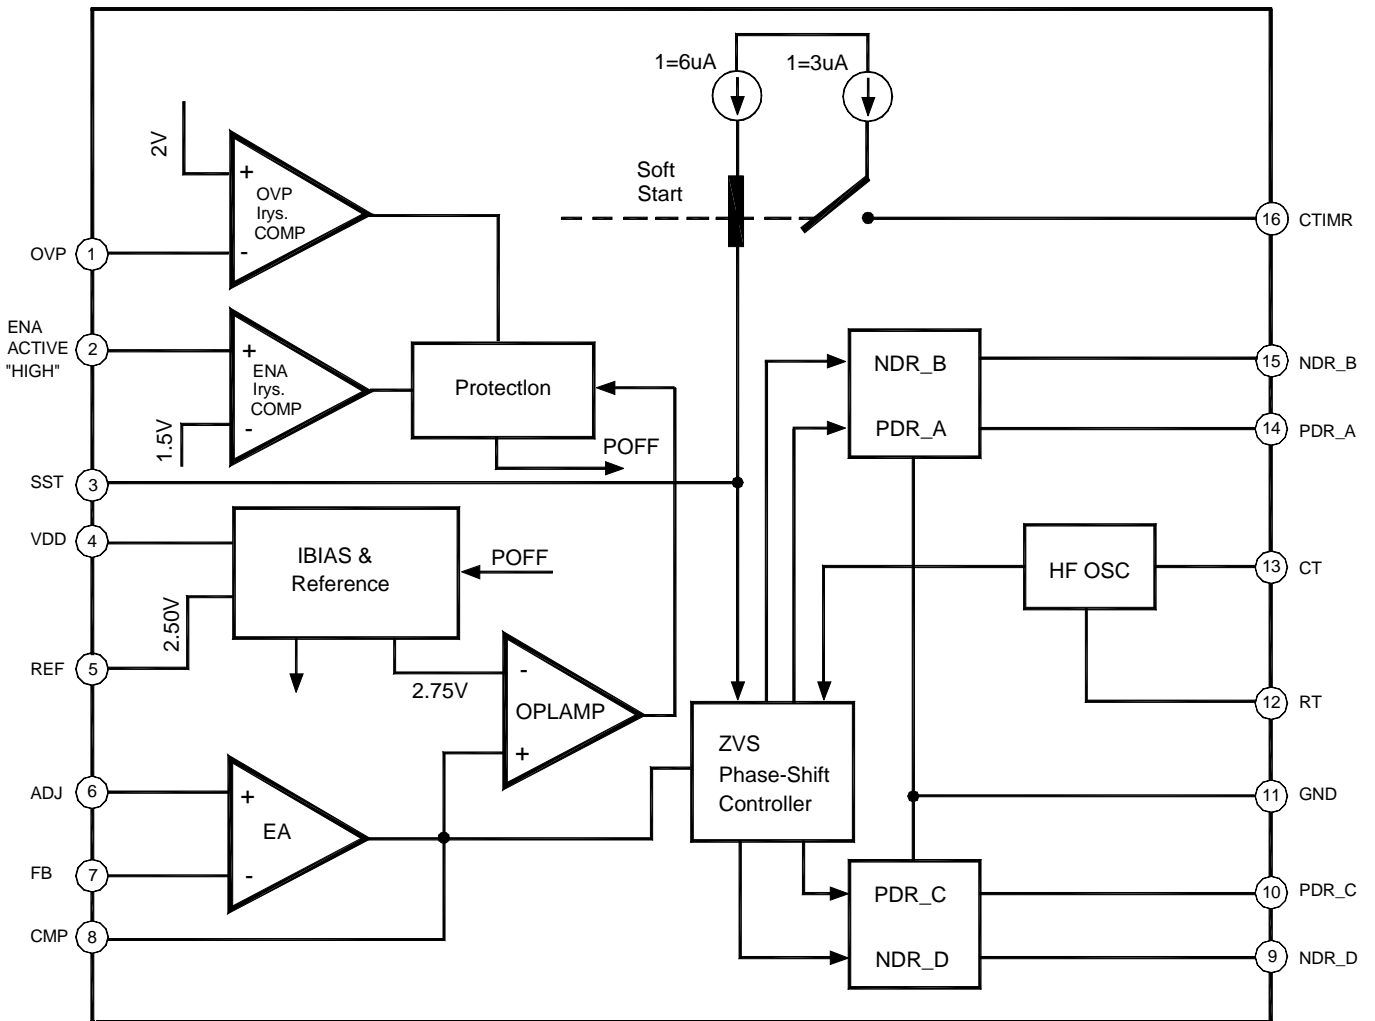 1=6uA
1=3uA
2V
+
OVP
Irys.
COMP
-
Soft
Start
OVP
1
16
CTIMR
ENA
ACTIVE
"HIGH"
2
+
ENA
Irys.
COMP
-
1.5V
Protectlon
POFF
NDR_B
PDR_A
15
NDR_B
14
PDR_A
SST
3
VDD
4
IBIAS &
Reference
POFF
2.50V
REF
5
2.75V
-
OPLAMP
+
HF OSC
13
CT
12
RT
ZVS
Phase-Shift
Controller
ADJ
6
+
EA
-
FB
7
CMP
8
11
GND
PDR_C
NDR_D
10
PDR_C
9
NDR_D